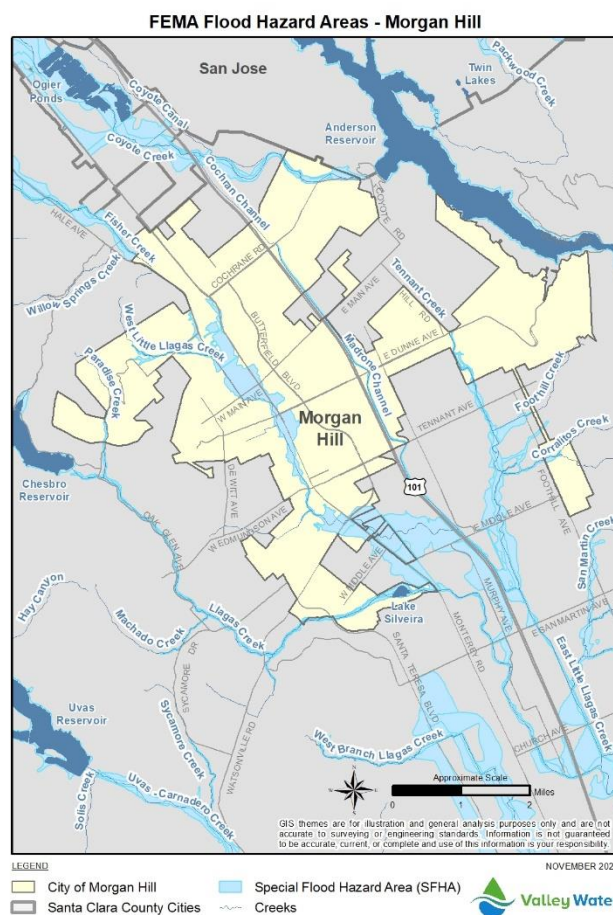 FEMA Flood Hazard Areas - Morgan Hill
San Jose
Ogier
Ponds
Coyote Canal
Coyote Creek
Cochran Channel
Anderson
Reservoir
Twin
Lakes
Packwood Creek
HALE AVE
Fisher Creek
Willow
Springs Creek
COCHRANE RD
COYOTE RD
E MAIN AVE
HILL RD
Tennant Creek
E DUNNE AVE
West Little Llagas Creek
BUTTERFIELD BLVD
Madrone Channel
Paradise Creek
W MAIN AVE
Morgan
Hill
TENNANT AVE
Foothill Creek
Corralitos Creek
Chesbro
Reservoir
DE WITT AVE
101
FOOTHILL AVE
OAK GLEN AVE
W EDMUNDSON AVE
E MIDDLE AVE
W MIDDLE AVE
San Martin Creek
Hay Canyon
Machado Creek
Llagas Creek
Lake
Silveira
MURPHY AVE
E SAN MARTIN AVE
MONTEREY RD
SYCAMORE DR
SANTA TERESA BLVD
East Little Llagas Creek
Uvas
Reservoir
Sycamore Creek
WATSONVILLE RD
West Branch Llagas Creek
CHURCH AVE
Solis Creek
Uvas - Carnadero Creek
N
Approximate Scale
0 1 2
Miles
GIS themes are for illustration and general analysis purposes only and are not
accurate to surveying or engineering standards. Information is not guaranteed
to be accurate, current, or complete and use of this information is your responsibility.
LEGEND
NOVEMBER 202
City of Morgan Hill
Special Flood Hazard Area (SFHA)
Santa Clara County Cities
Creeks
Valley Wate